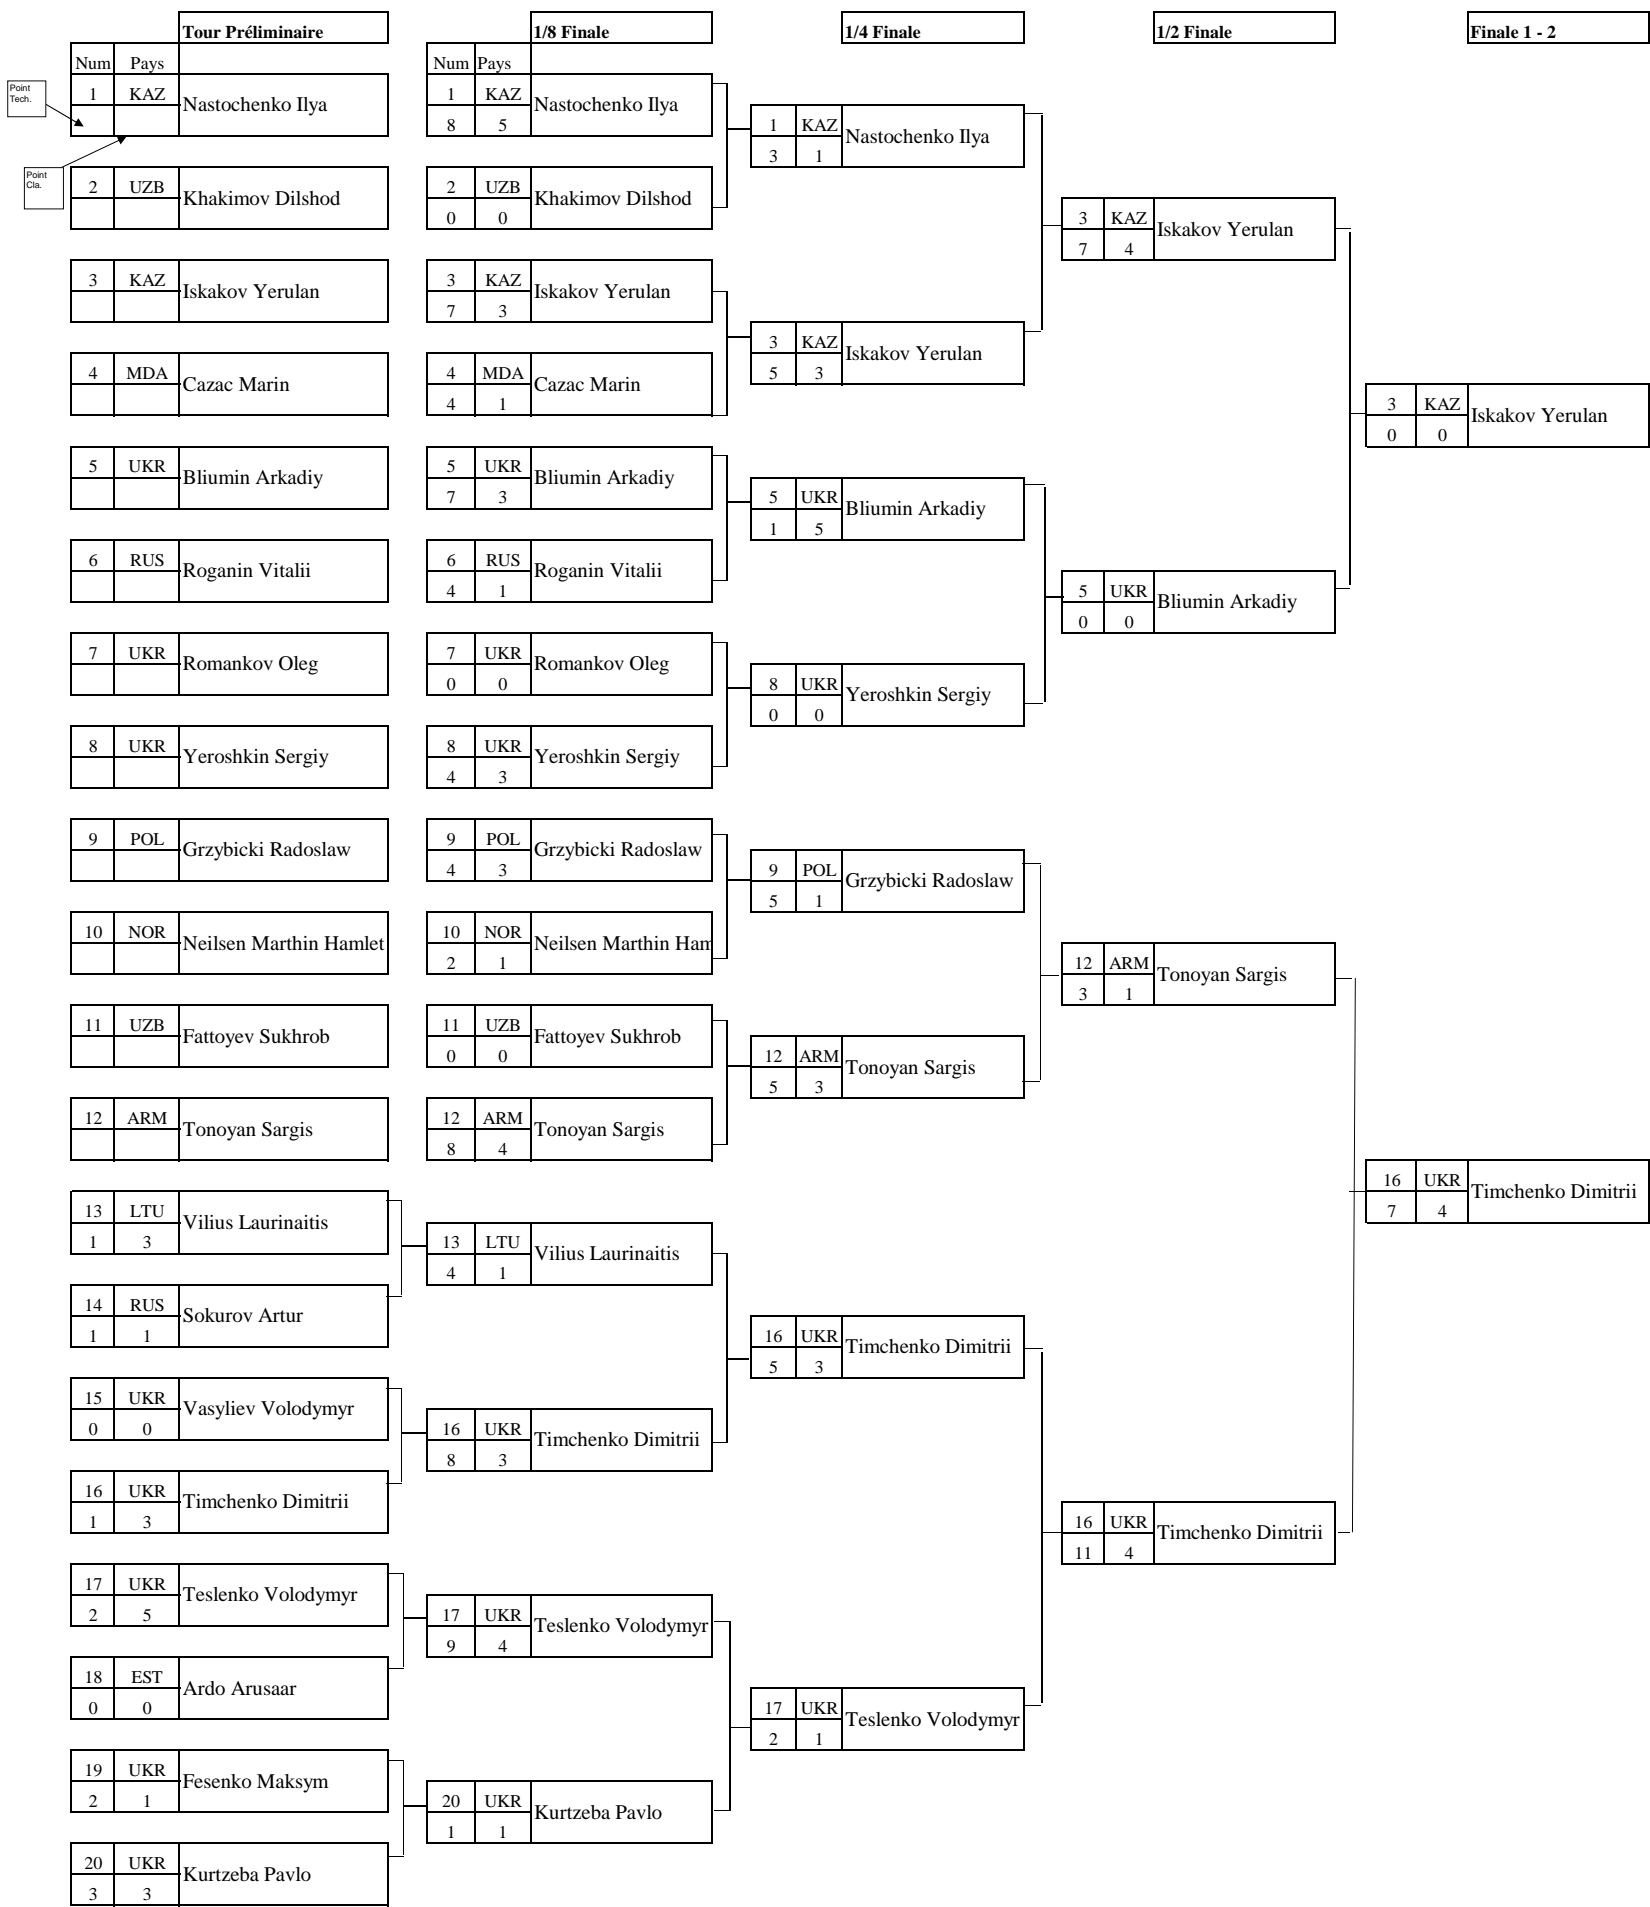 Tour Préliminaire 1/8 Finale 1/4 Finale 1/2 Finale Finale 1 - 2
Num Pays Num Pays
Point
Tech.
Point
Cla.
1 KAZ Nastochenko Ilya
2 UZB Khakimov Dilshod
3 KAZ Iskakov Yerulan
4 MDA Cazac Marin
5 UKR Bliumin Arkadiy
6 RUS Roganin Vitalii
7 UKR Romankov Oleg
8 UKR Yeroshkin Sergiy
9 POL Grzybicki Radoslaw
10 NOR Neilsen Marthin Hamlet
11 UZB Fattoyev Sukhrob
12 ARM Tonoyan Sargis
13 LTU Vilius Laurinaitis
1 3
14 RUS Sokurov Artur
1 1
15 UKR Vasyliev Volodymyr
0 0
16 UKR Timchenko Dimitrii
1 3
17 UKR Teslenko Volodymyr
2 5
18 EST Ardo Arusaar
0 0
19 UKR Fesenko Maksym
2 1
20 UKR Kurtzeba Pavlo
3 3
1 KAZ Nastochenko Ilya
8 5
2 UZB Khakimov Dilshod
0 0
3 KAZ Iskakov Yerulan
7 3
4 MDA Cazac Marin
4 1
5 UKR Bliumin Arkadiy
7 3
6 RUS Roganin Vitalii
4 1
7 UKR Romankov Oleg
0 0
8 UKR Yeroshkin Sergiy
4 3
9 POL Grzybicki Radoslaw
4 3
10 NOR Neilsen Marthin Ham
2 1
11 UZB Fattoyev Sukhrob
0 0
12 ARM Tonoyan Sargis
8 4
13 LTU Vilius Laurinaitis
4 1
16 UKR Timchenko Dimitrii
8 3
17 UKR Teslenko Volodymyr
9 4
20 UKR Kurtzeba Pavlo
1 1
1 KAZ Nastochenko Ilya
3 1
3 KAZ Iskakov Yerulan
5 3
5 UKR Bliumin Arkadiy
1 5
8 UKR Yeroshkin Sergiy
0 0
9 POL Grzybicki Radoslaw
5 1
12 ARM Tonoyan Sargis
5 3
16 UKR Timchenko Dimitrii
5 3
17 UKR Teslenko Volodymyr
2 1
3 KAZ Iskakov Yerulan
7 4
5 UKR Bliumin Arkadiy
0 0
12 ARM Tonoyan Sargis
3 1
16 UKR Timchenko Dimitrii
11 4
3 KAZ Iskakov Yerulan
0 0
16 UKR Timchenko Dimitrii
7 4